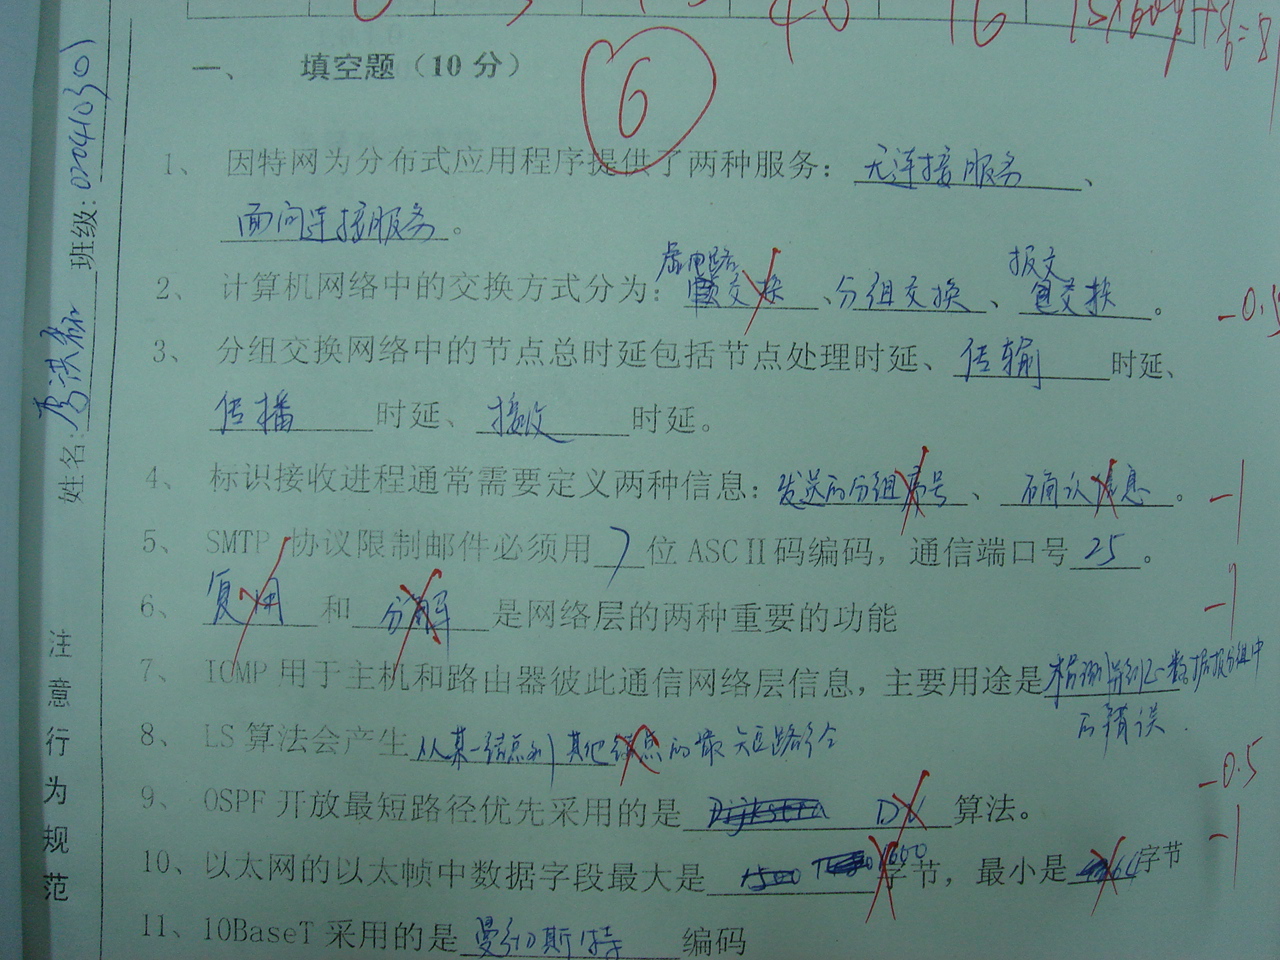 6
40
16
一、 填空题（10 分）
1、 因特网为分布式应用程序提供了两种服务： 无连接服务 、
面向连接服务 。
2、 计算机网络中的交换方式分为： 虚电路交换 、分组交换 、 报文交换 。
-0.5
3、 分组交换网络中的节点总时延包括节点处理时延、 传输 时延、
传播 时延、 接收 时延。
4、 标识接收进程通常需要定义两种信息： 发送的分组序号 、 确认信息 。
-1
5、 SMTP 协议限制邮件必须用 7 位 ASCⅡ码编码，通信端口号 25 。
6、 复用 和 分解 是网络层的两种重要的功能
-1
7、 ICMP 用于主机和路由器彼此通信网络层信息，主要用途是 数据报分组中
的错误
8、 LS 算法会产生 从某一结点到其他结点的最短路径
-0.5
9、 OSPF 开放最短路径优先采用的是 DV 算法。
-1
10、以太网的以太帧中数据字段最大是 字节，最小是 64 字节
11、10BaseT 采用的是 曼彻斯特 编码
姓名: 班级: 02041030
注意行为规范